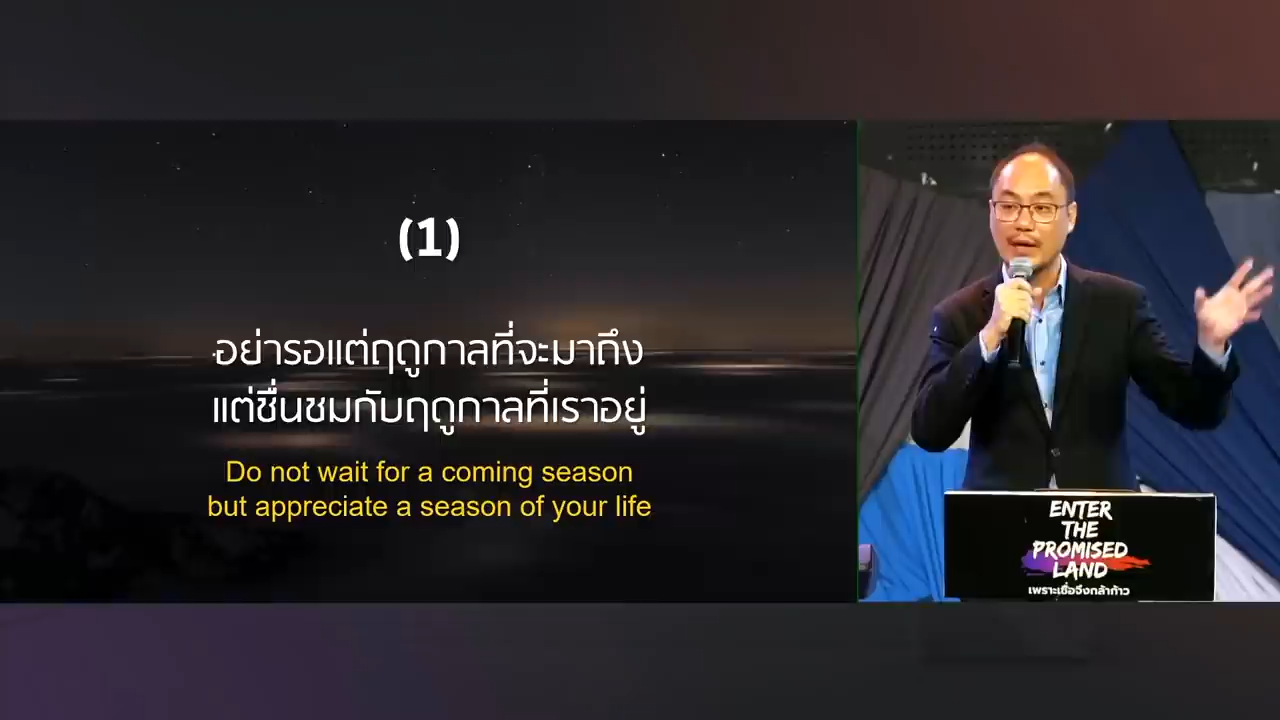 (1)
อย่ารอแต่ฤดูกาลที่จะมาถึง
แต่ชื่นชมกับฤดูกาลที่เราอยู่
Do not wait for a coming season
but appreciate a season of your life
ENTER
THE
PROMISED
LAND
เพราะเชื่อจึงกล้าก้าว